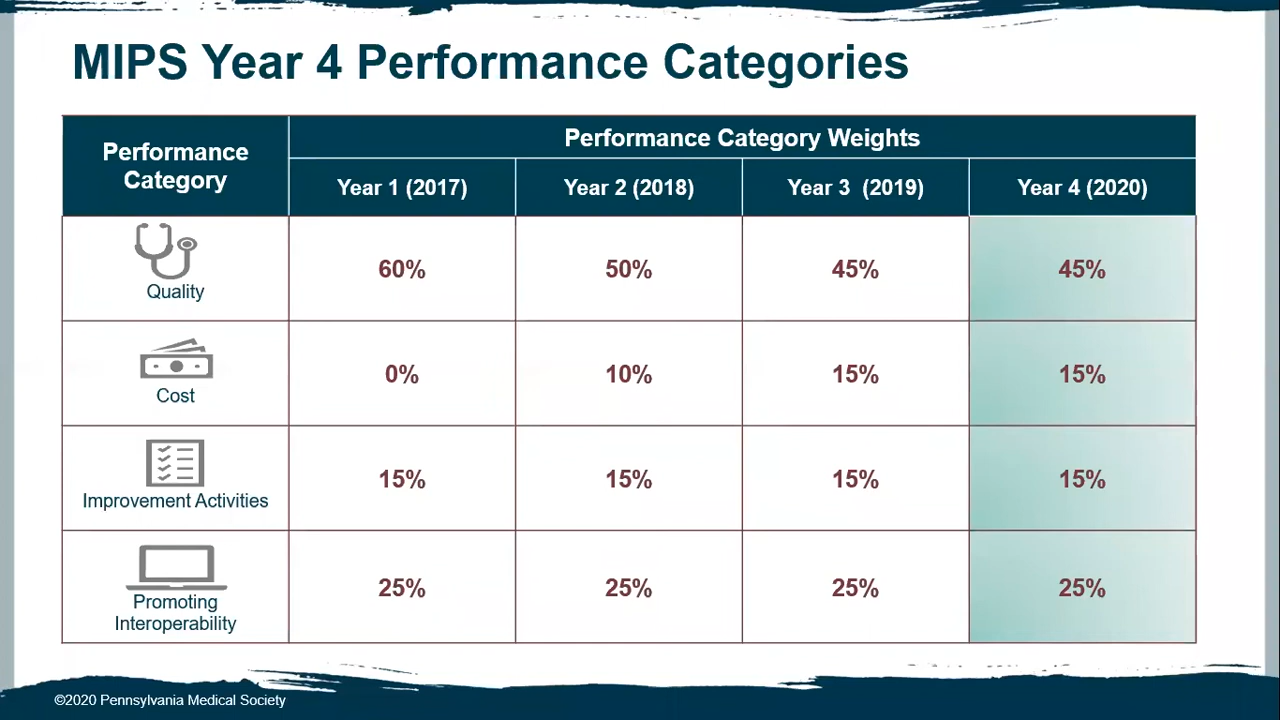 MIPS Year 4 Performance Categories
Performance
Category
Performance Category Weights
Year 1 (2017)
Year 2 (2018)
Year 3 (2019)
Year 4 (2020)
Quality
60%
50%
45%
45%
Cost
0%
10%
15%
15%
Improvement Activities
15%
15%
15%
15%
Promoting
Interoperability
25%
25%
25%
25%
©2020 Pennsylvania Medical Society